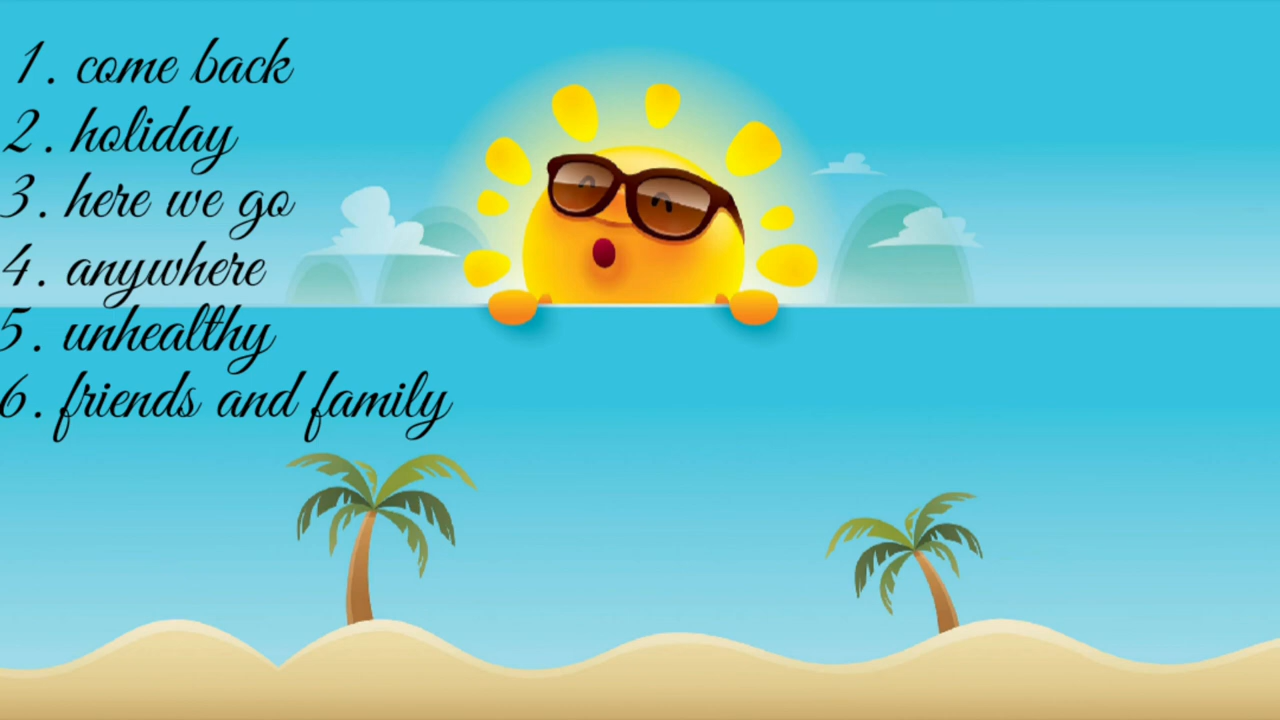 1. come back
2. holiday
3. here we go
4. anywhere
5. unhealthy
6. friends and family